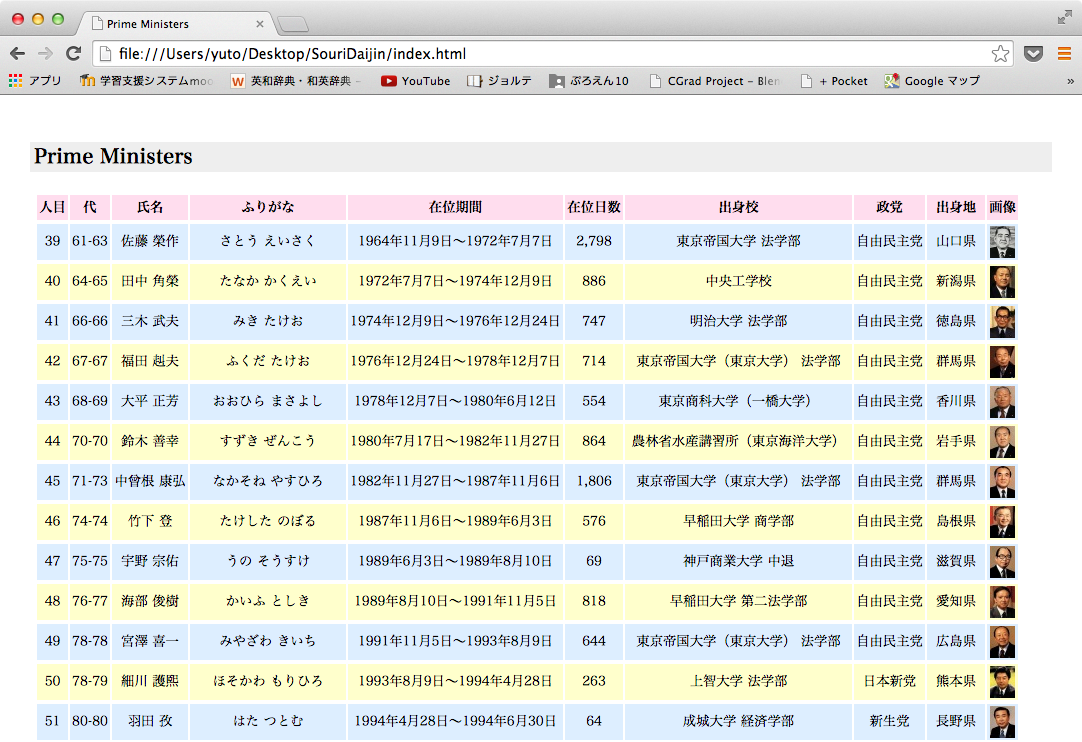 Prime Ministers
file:///Users/yuto/Desktop/SouriDaijin/index.html
アプリ 学習支援システムmoo 英和辞典・和英辞典 - YouTube ジョルテ ぷろえん10 CGrad Project – Blen + Pocket Google マップ »
Prime Ministers
人目 代 氏名 ふりがな 在位期間 在位日数 出身校 政党 出身地 画像
39 61-63 佐藤 榮作 さとう えいさく 1964年11月9日〜1972年7月7日 2,798 東京帝国大学 法学部 自由民主党 山口県
40 64-65 田中 角榮 たなか かくえい 1972年7月7日〜1974年12月9日 886 中央工学校 自由民主党 新潟県
41 66-66 三木 武夫 みき たけお 1974年12月9日〜1976年12月24日 747 明治大学 法学部 自由民主党 徳島県
42 67-67 福田 赳夫 ふくだ たけお 1976年12月24日〜1978年12月7日 714 東京帝国大学（東京大学） 法学部 自由民主党 群馬県
43 68-69 大平 正芳 おおひら まさよし 1978年12月7日〜1980年6月12日 554 東京商科大学（一橋大学） 自由民主党 香川県
44 70-70 鈴木 善幸 すずき ぜんこう 1980年7月17日〜1982年11月27日 864 農林省水産講習所（東京海洋大学） 自由民主党 岩手県
45 71-73 中曾根 康弘 なかそね やすひろ 1982年11月27日〜1987年11月6日 1,806 東京帝国大学（東京大学） 法学部 自由民主党 群馬県
46 74-74 竹下 登 たけした のぼる 1987年11月6日〜1989年6月3日 576 早稲田大学 商学部 自由民主党 島根県
47 75-75 宇野 宗佑 うの そうすけ 1989年6月3日〜1989年8月10日 69 神戸商業大学 中退 自由民主党 滋賀県
48 76-77 海部 俊樹 かいふ としき 1989年8月10日〜1991年11月5日 818 早稲田大学 第二法学部 自由民主党 愛知県
49 78-78 宮澤 喜一 みやざわ きいち 1991年11月5日〜1993年8月9日 644 東京帝国大学（東京大学） 法学部 自由民主党 広島県
50 78-79 細川 護熙 ほそかわ もりひろ 1993年8月9日〜1994年4月28日 263 上智大学 法学部 日本新党 熊本県
51 80-80 羽田 孜 はた つとむ 1994年4月28日〜1994年6月30日 64 成城大学 経済学部 新生党 長野県